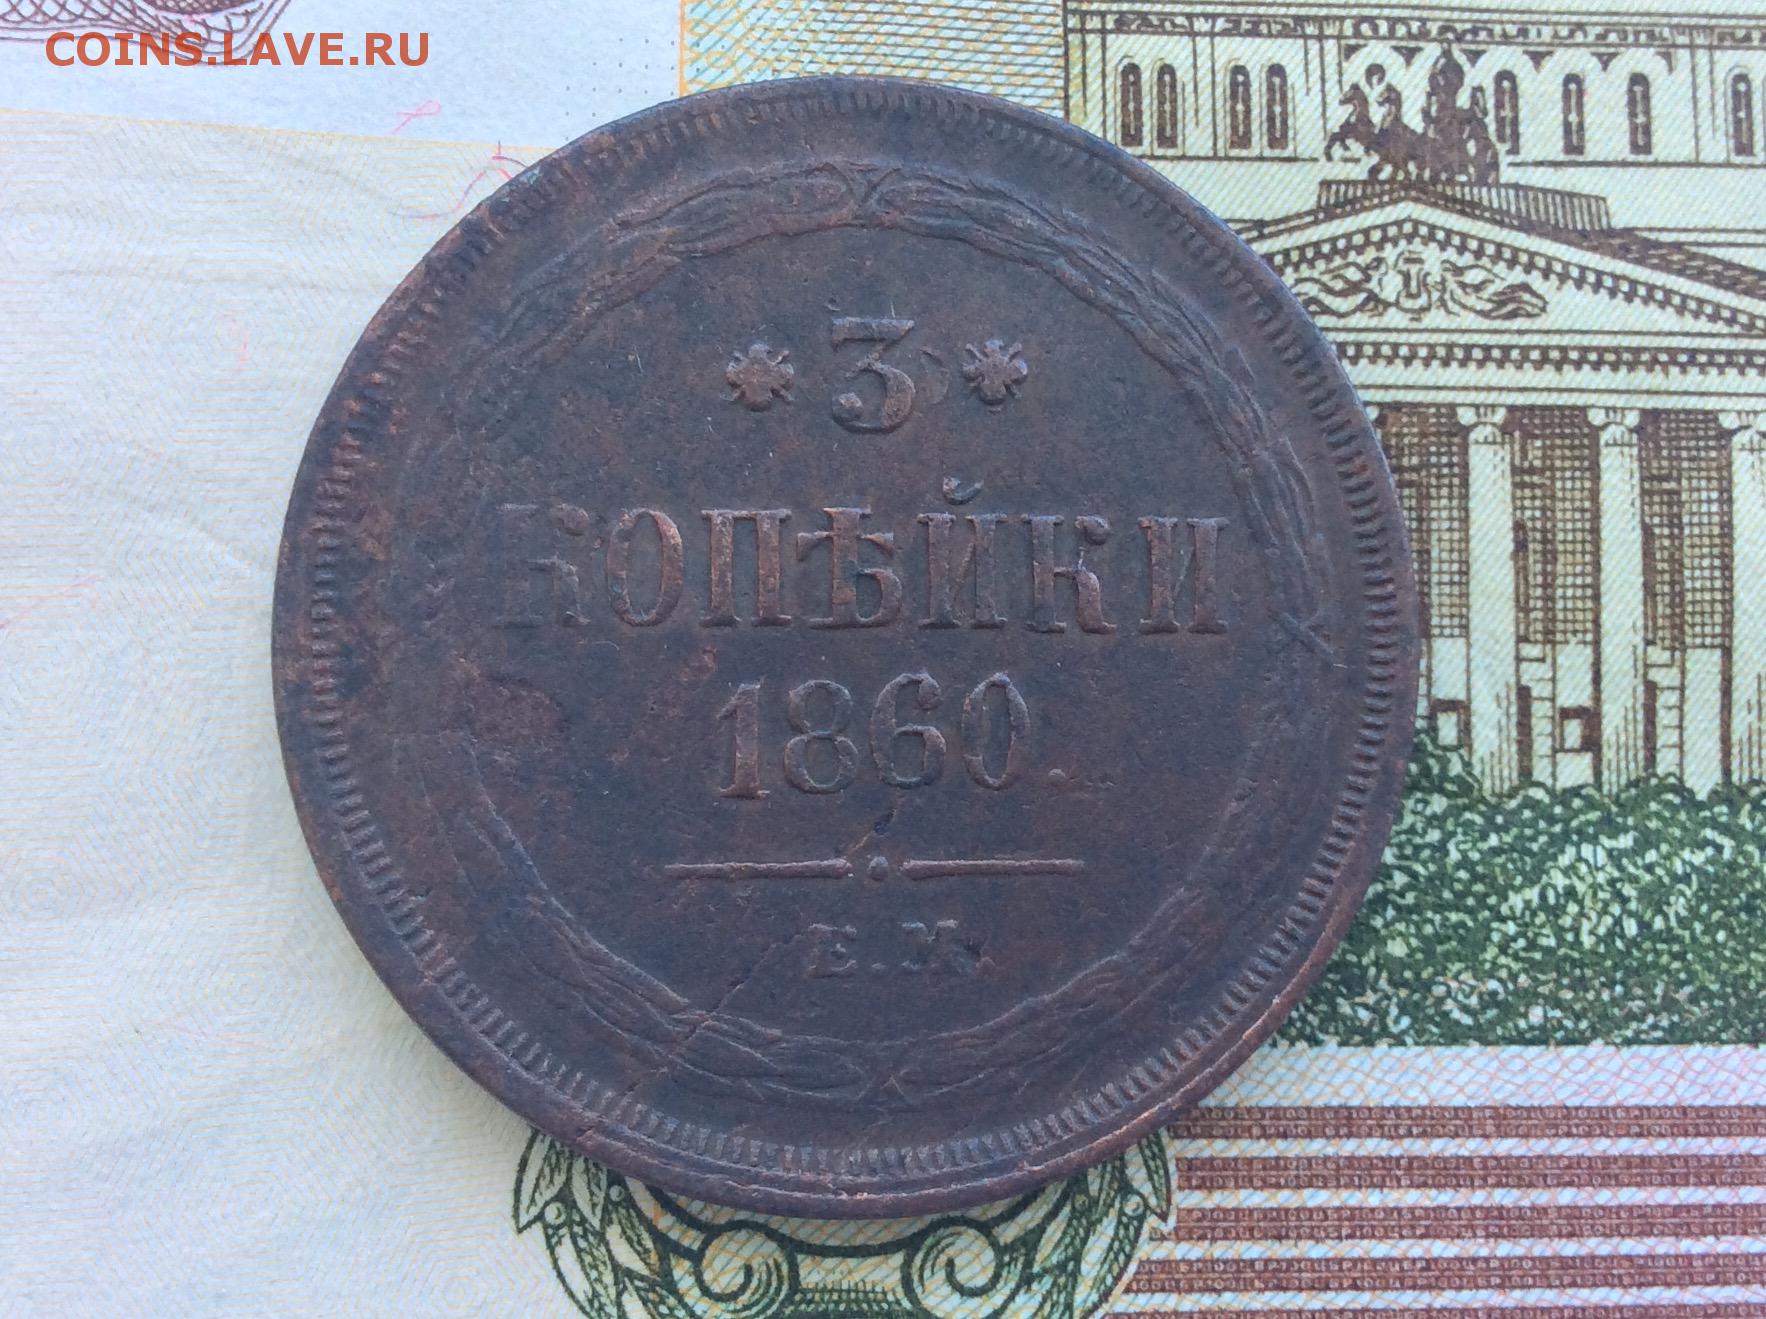 COINS.LAVE.RU
* 3 *
КОПѢЙКИ
1860.
Е.М.